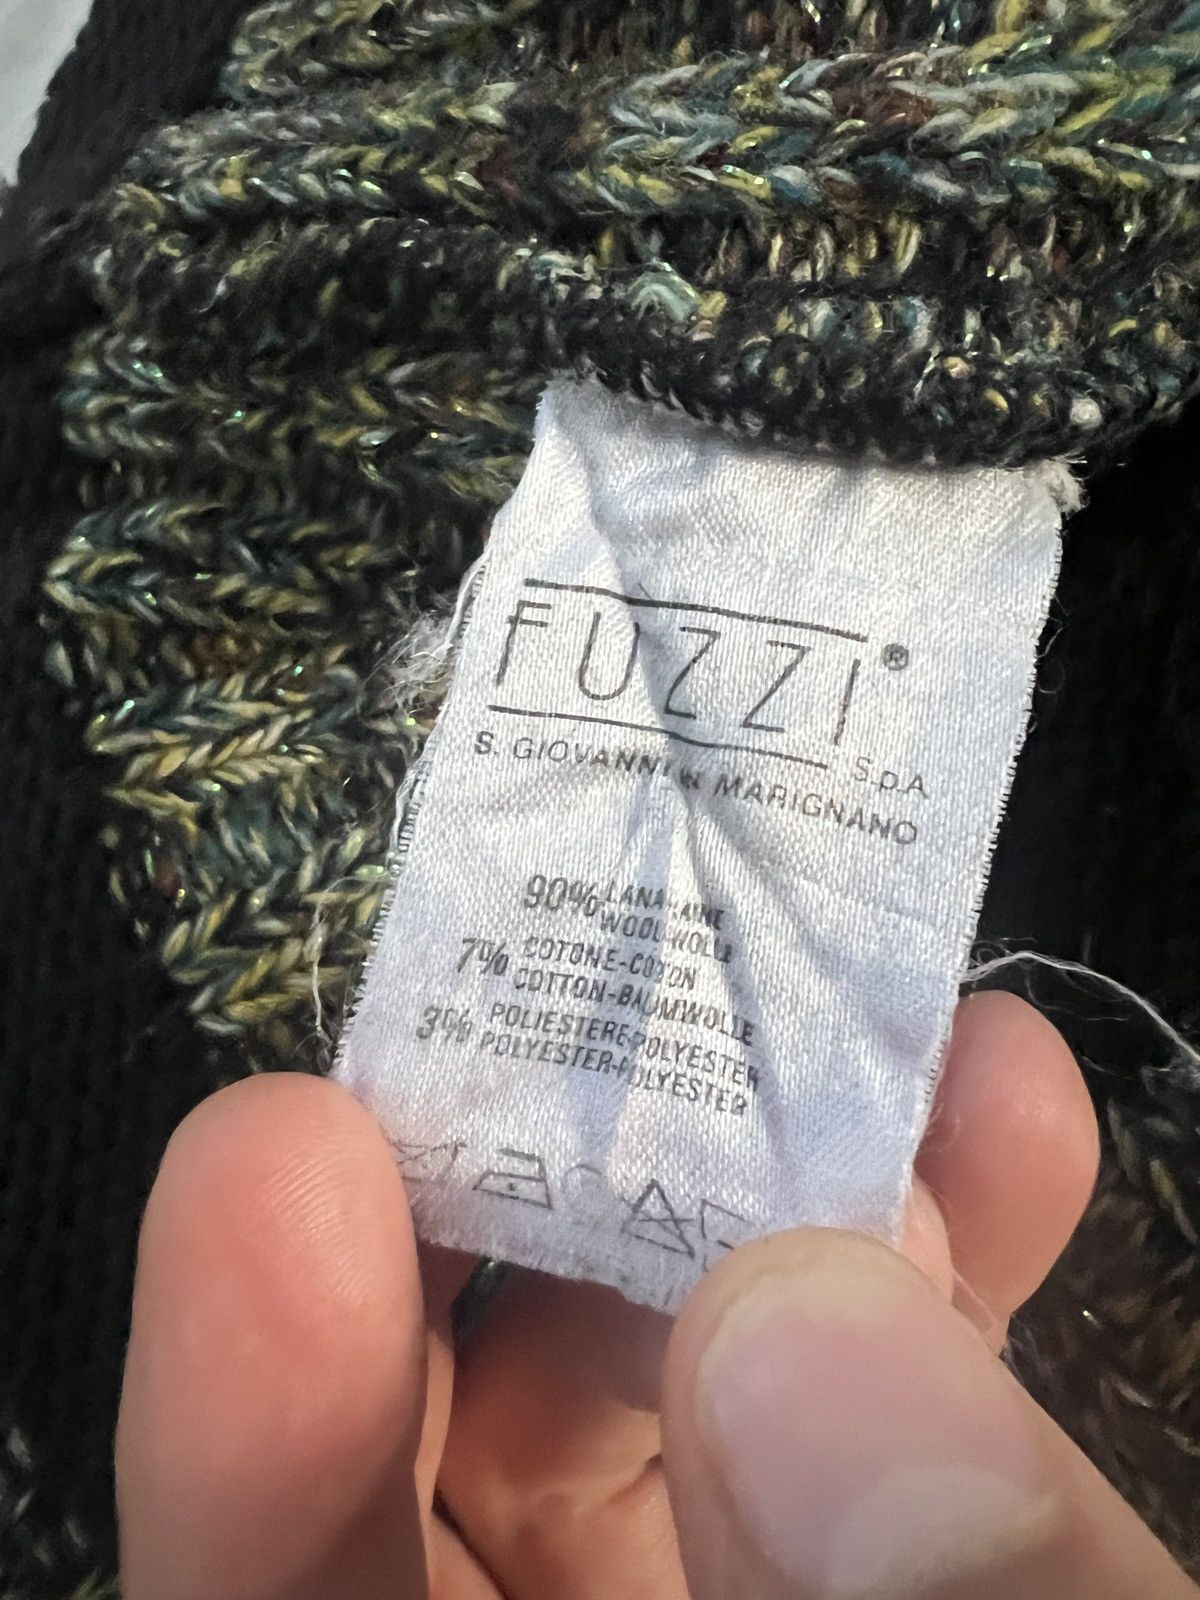 FUZZI®
S.p.A
S. GIOVANNI IN MARIGNANO
90% LANA-LAINE
WOOL-WOLLE
7% COTONE-COTON
COTTON-BAUMWOLLE
3% POLIESTERE-POLYESTER
POLYESTER-POLYESTER